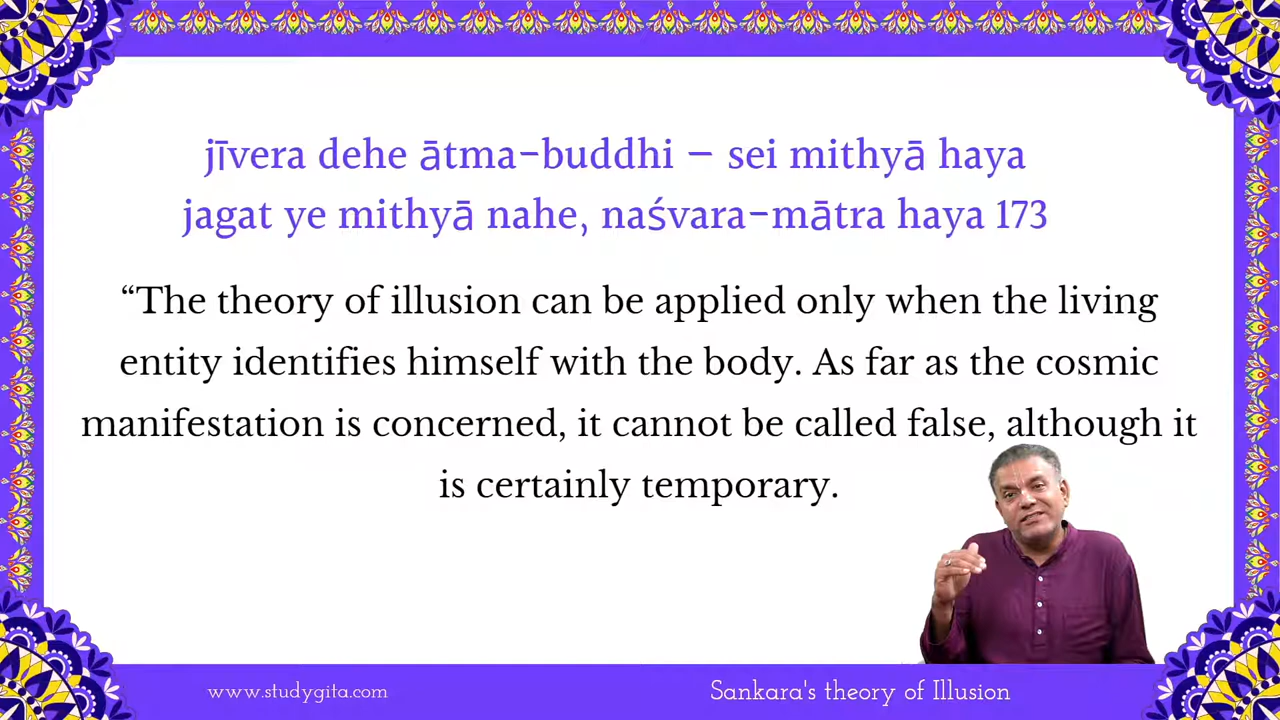 jīvera dehe ātma-buddhi – sei mithyā haya
jagat ye mithyā nahe, naśvara-mātra haya 173
“The theory of illusion can be applied only when the living
entity identifies himself with the body. As far as the cosmic
manifestation is concerned, it cannot be called false, although it
is certainly temporary.
www.studygita.com
Sankara's theory of Illusion